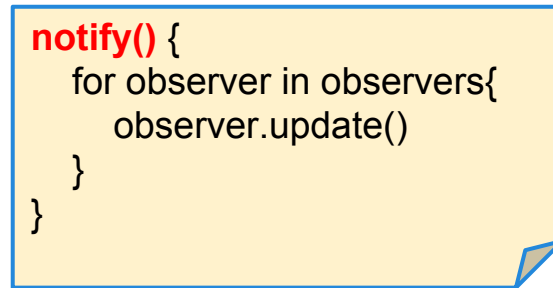 notify() {
for observer in observers{
observer.update()
}
}